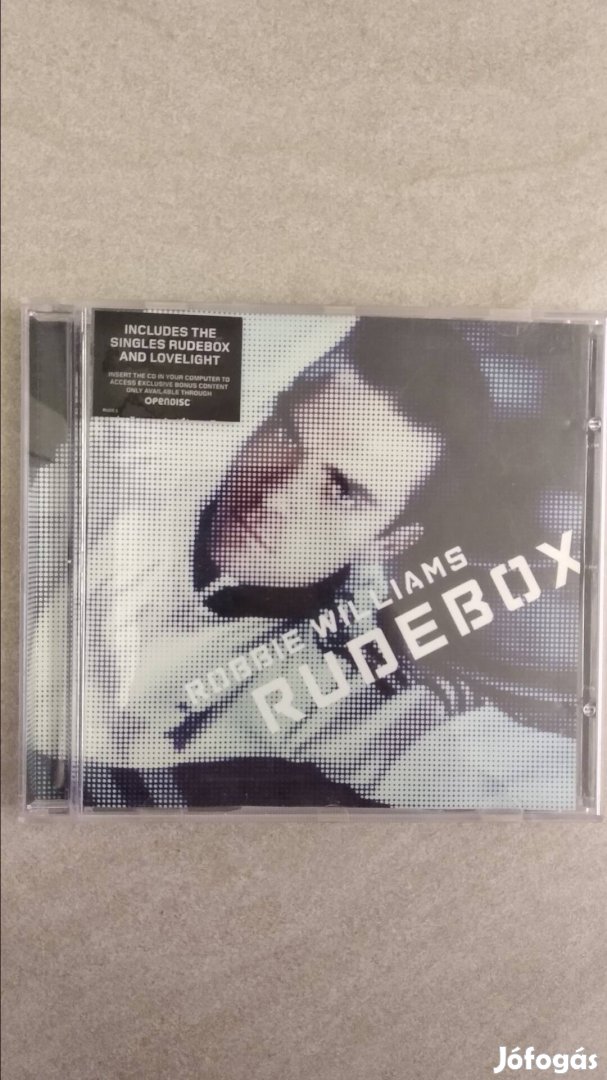 INCLUDES THE
SINGLES RUDEBOX
AND LOVELIGHT
INSERT THE CD IN YOUR COMPUTER TO
ACCESS EXCLUSIVE BONUS CONTENT
ONLY AVAILABLE THROUGH
OPENDISC
ROBBIE WILLIAMS
RUDEBOX
Jófogás